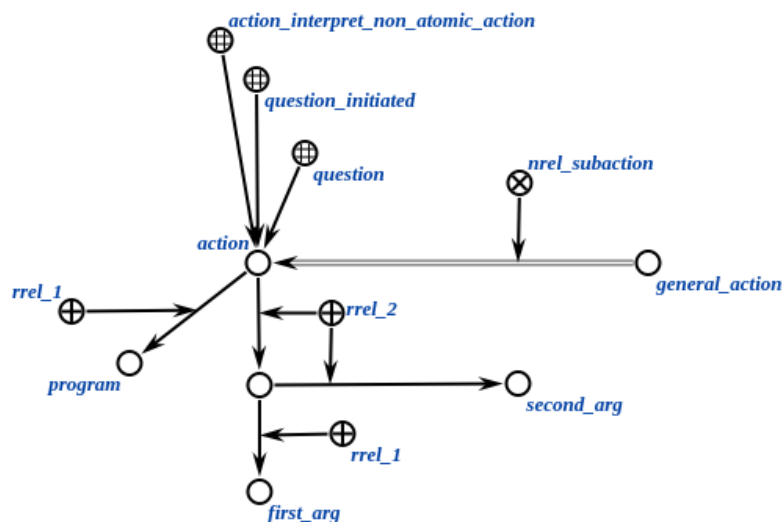 action_interpret_non_atomic_action
question_initiated
nrel_subaction
question
action
general_action
rrel_1
rrel_2
program
second_arg
rrel_1
first_arg